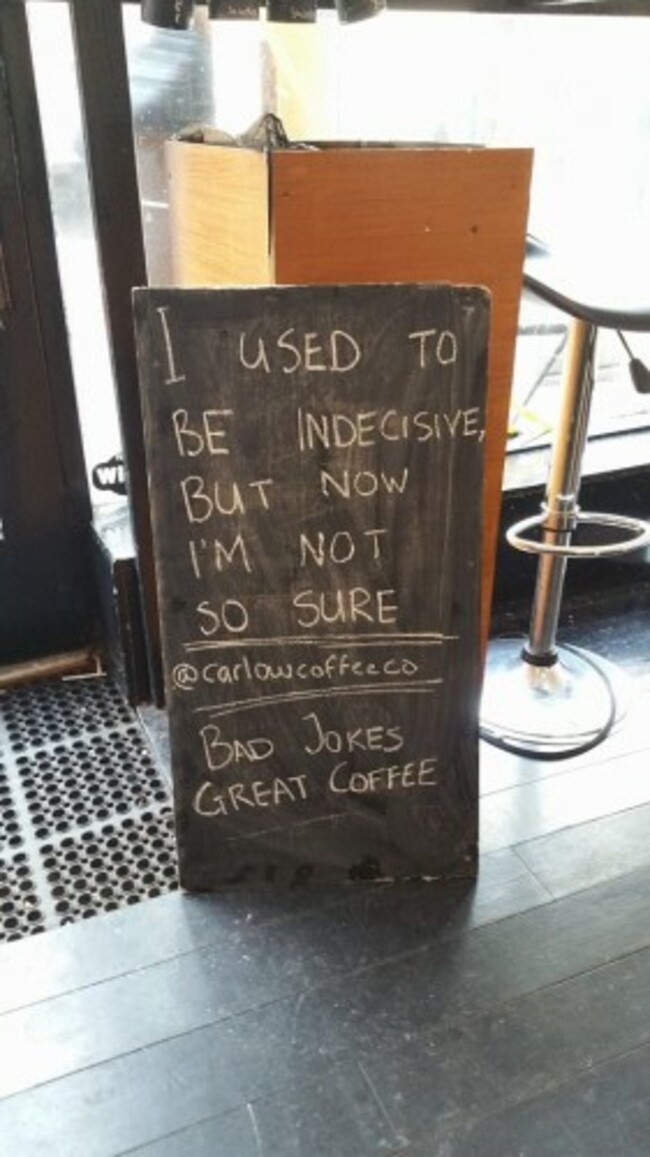 I USED TO
BE INDECISIVE,
BUT NOW
I'M NOT
SO SURE
@carlowcoffeeco
BAD JOKES
GREAT COFFEE